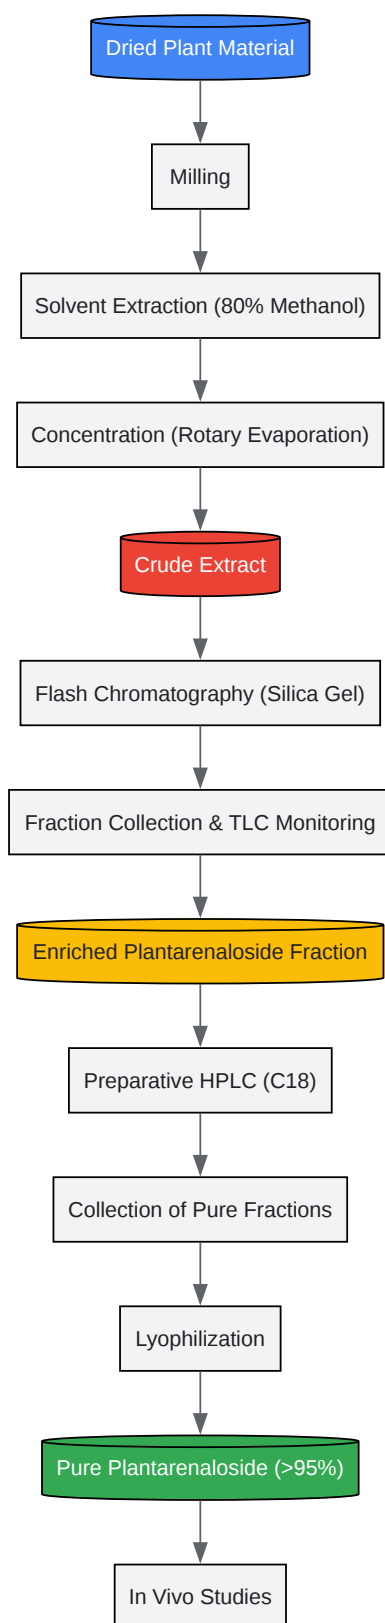 Dried Plant Material
Milling
Solvent Extraction (80% Methanol)
Concentration (Rotary Evaporation)
Crude Extract
Flash Chromatography (Silica Gel)
Fraction Collection & TLC Monitoring
Enriched Plantarenaloside Fraction
Preparative HPLC (C18)
Collection of Pure Fractions
Lyophilization
Pure Plantarenaloside (>95%)
In Vivo Studies